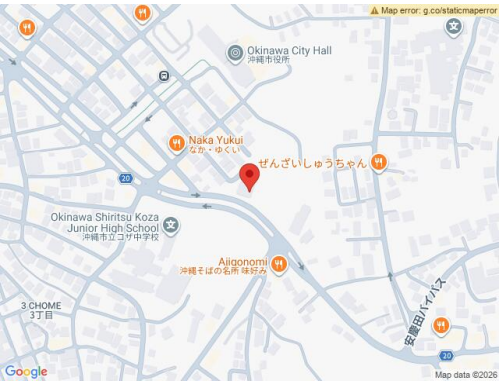 Map error: g.co/staticmaperror
Okinawa City Hall
沖縄市役所
Naka Yukui
なか・ゆくい
ぜんざいしゅうちゃん
20
Okinawa Shiritsu Koza
Junior High School
沖縄市立コザ中学校
Ajigonomi
沖縄そばの名所 味好み
3 CHOME
3丁目
安慶田バイパス
20
Google
Map data ©2026